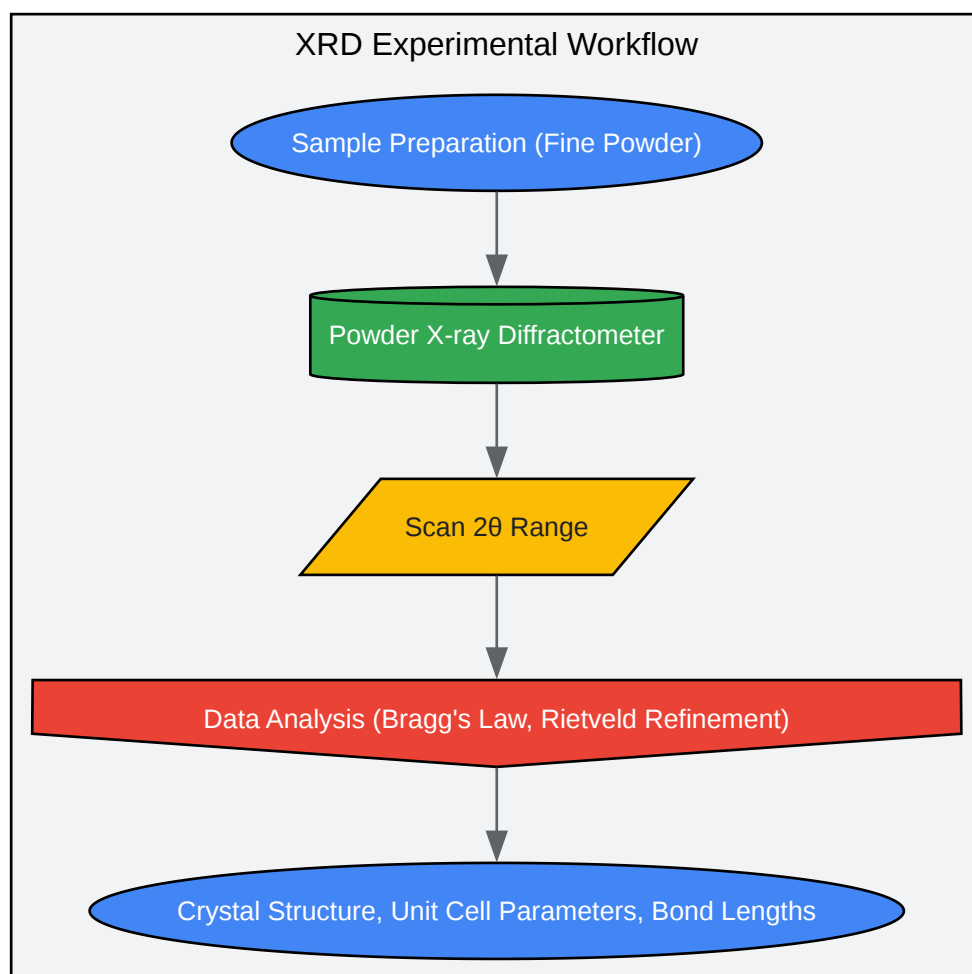 XRD Experimental Workflow
Sample Preparation (Fine Powder)
Powder X-ray Diffractometer
Scan 2θ Range
Data Analysis (Bragg's Law, Rietveld Refinement)
Crystal Structure, Unit Cell Parameters, Bond Lengths